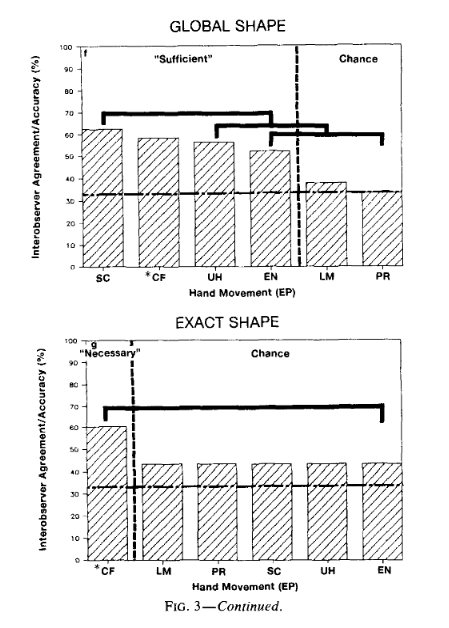 GLOBAL SHAPE
f
"Sufficient"
Chance
Interobserver Agreement/Accuracy (%)
100
90
80
70
60
50
40
30
20
10
0
SC
*CF
UH
EN
LM
PR
Hand Movement (EP)
EXACT SHAPE
g
"Necessary"
Chance
Interobserver Agreement/Accuracy (%)
100
90
80
70
60
50
40
30
20
10
0
*CF
LM
PR
SC
UH
EN
Hand Movement (EP)
FIG. 3—Continued.